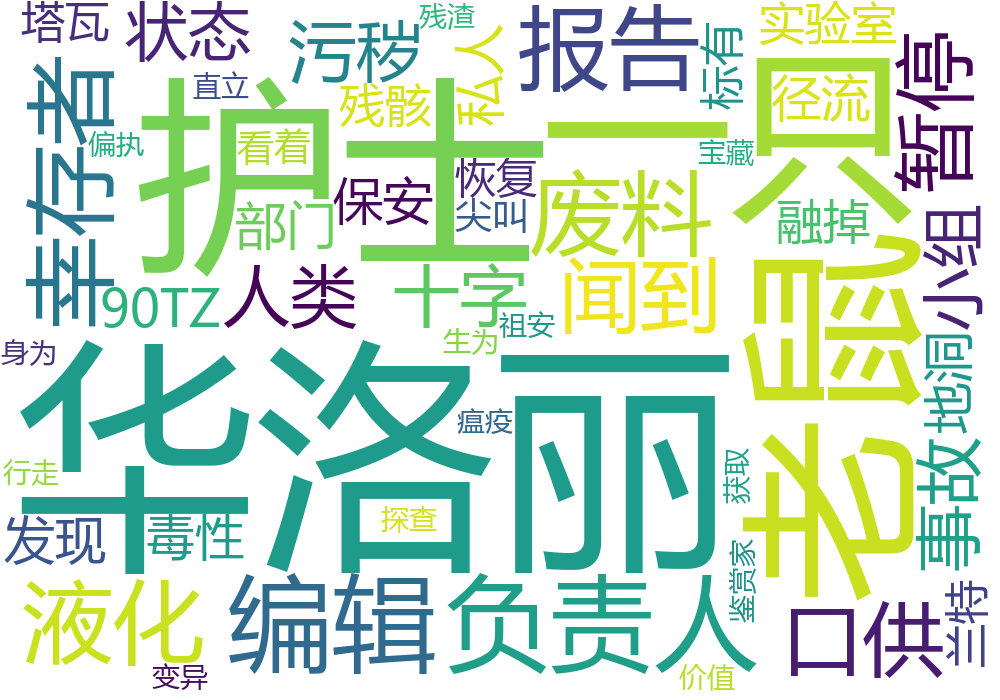 塔瓦
状态
污秽
残渣
私人
报告
标有
实验室
暂停
直立
护士
一只
径流
残骸
看着
偏执
幸存者
宝藏
恢复
保安
尖叫
部门
废料
融掉
老鼠
小组
90TZ
人类
十字
闻到
祖安
生为
身为
地洞
华洛丽
瘟疫
行走
获取
事故
探查
发现
毒性
鉴赏家
液化
编辑
负责人
口供
兰特
变异
价值